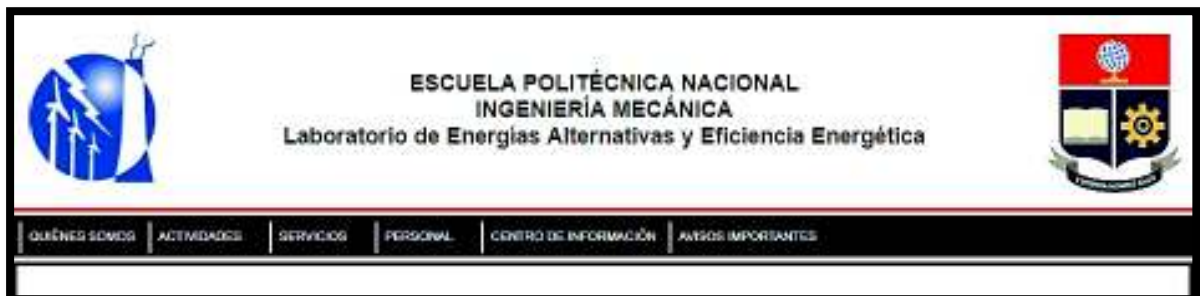 ESCUELA POLITÉCNICA NACIONAL
INGENIERÍA MECÁNICA
Laboratorio de Energías Alternativas y Eficiencia Energética
QUIÉNES SOMOS ACTIVIDADES SERVICIOS PERSONAL CENTRO DE INFORMACIÓN AVISOS IMPORTANTES